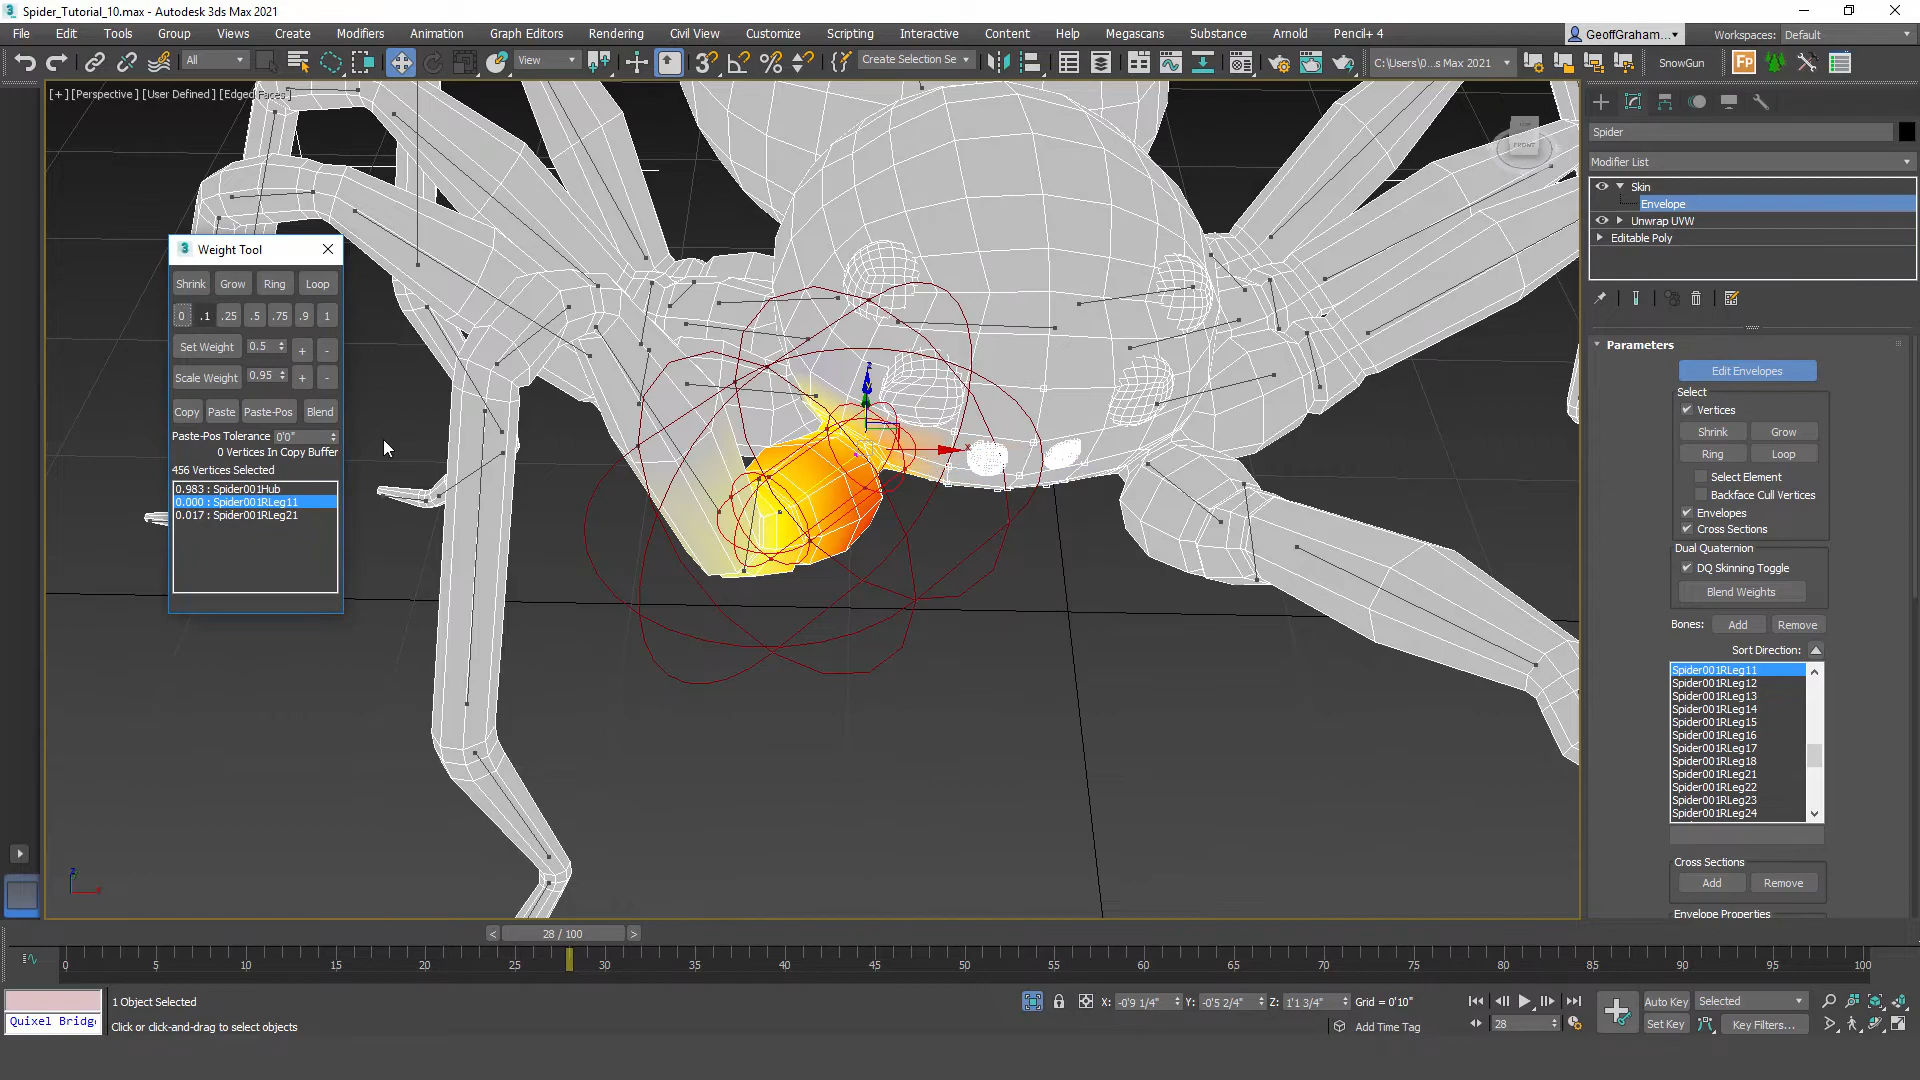 Spider_Tutorial_10.max - Autodesk 3ds Max 2021
File Edit Tools Group Views Create Modifiers Animation Graph Editors Rendering Civil View Customize Scripting Interactive Content Help Megascans Substance Arnold Pencil+ 4
GeoffGraham... Workspaces: Default
All View Create Selection Se C:\Users\0...s Max 2021 SnowGun
[+] [Perspective] [User Defined] [Edged Faces]
FRONT
Weight Tool
Shrink Grow Ring Loop
0 .1 .25 .5 .75 .9 1
Set Weight 0.5 + -
Scale Weight 0.95 + -
Copy Paste Paste-Pos Blend
Paste-Pos Tolerance 0'0"
0 Vertices In Copy Buffer
456 Vertices Selected
0.983 : Spider001Hub
0.000 : Spider001RLeg11
0.017 : Spider001RLeg21
z
x
Spider
Modifier List
Skin
Envelope
Unwrap UVW
Editable Poly
Parameters
Edit Envelopes
Select
Vertices
Shrink Grow
Ring Loop
Select Element
Backface Cull Vertices
Envelopes
Cross Sections
Dual Quaternion
DQ Skinning Toggle
Blend Weights
Bones: Add Remove
Sort Direction:
Spider001RLeg11
Spider001RLeg12
Spider001RLeg13
Spider001RLeg14
Spider001RLeg15
Spider001RLeg16
Spider001RLeg17
Spider001RLeg18
Spider001RLeg21
Spider001RLeg22
Spider001RLeg23
Spider001RLeg24
Cross Sections
Add Remove
Envelope Properties
< 28 / 100 >
0 5 10 15 20 25 30 35 40 45 50 55 60 65 70 75 80 85 90 95 100
1 Object Selected
Quixel Bridg
Click or click-and-drag to select objects
X: -0'9 1/4" Y: -0'5 2/4" Z: 1'1 3/4" Grid = 0'10"
Add Time Tag
28
Auto Key Selected
Set Key Key Filters...